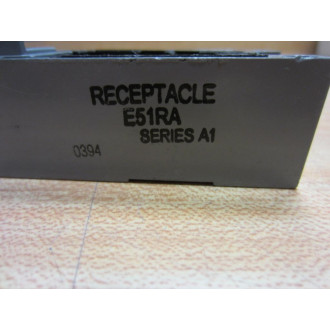 RECEPTACLE
E51RA
SERIES A1
0394